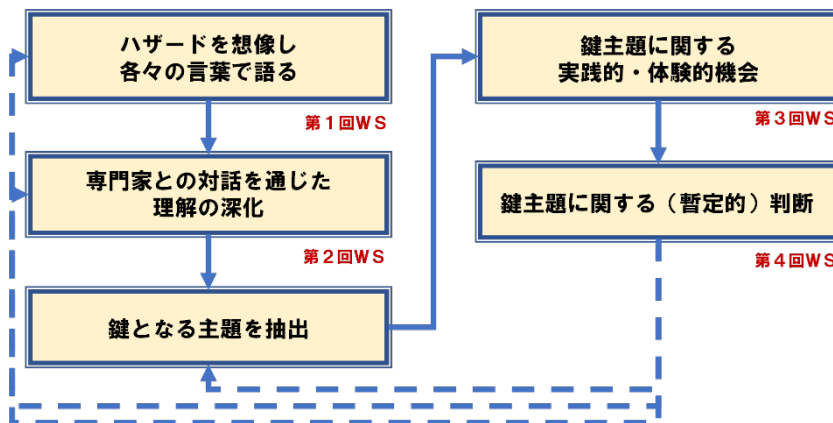 ハザードを想像し
各々の言葉で語る
第１回ＷＳ
専門家との対話を通じた
理解の深化
第２回ＷＳ
鍵となる主題を抽出
鍵主題に関する
実践的・体験的機会
第３回ＷＳ
鍵主題に関する（暫定的）判断
第４回ＷＳ